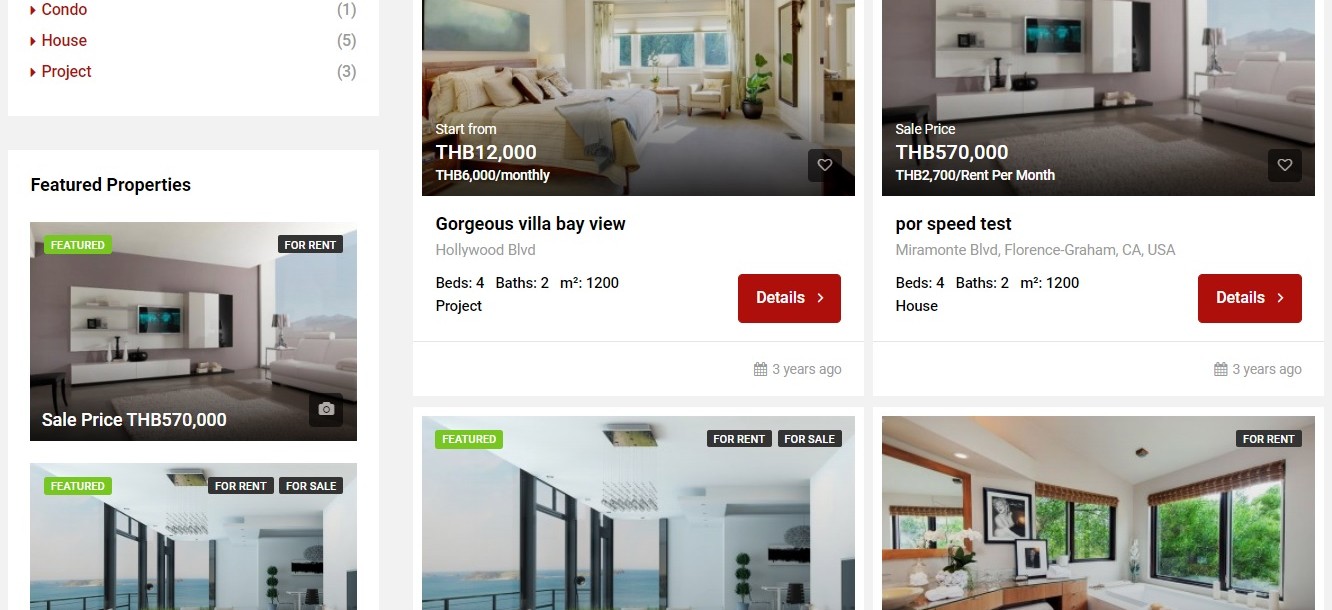 Condo (1)
House (5)
Project (3)
Featured Properties
FEATURED FOR RENT
Sale Price THB570,000
FEATURED FOR RENT FOR SALE
Start from
THB12,000
THB6,000/monthly
Gorgeous villa bay view
Hollywood Blvd
Beds: 4 Baths: 2 m²: 1200
Project
Details
3 years ago
Sale Price
THB570,000
THB2,700/Rent Per Month
por speed test
Miramonte Blvd, Florence-Graham, CA, USA
Beds: 4 Baths: 2 m²: 1200
House
Details
3 years ago
FEATURED FOR RENT FOR SALE
FOR RENT